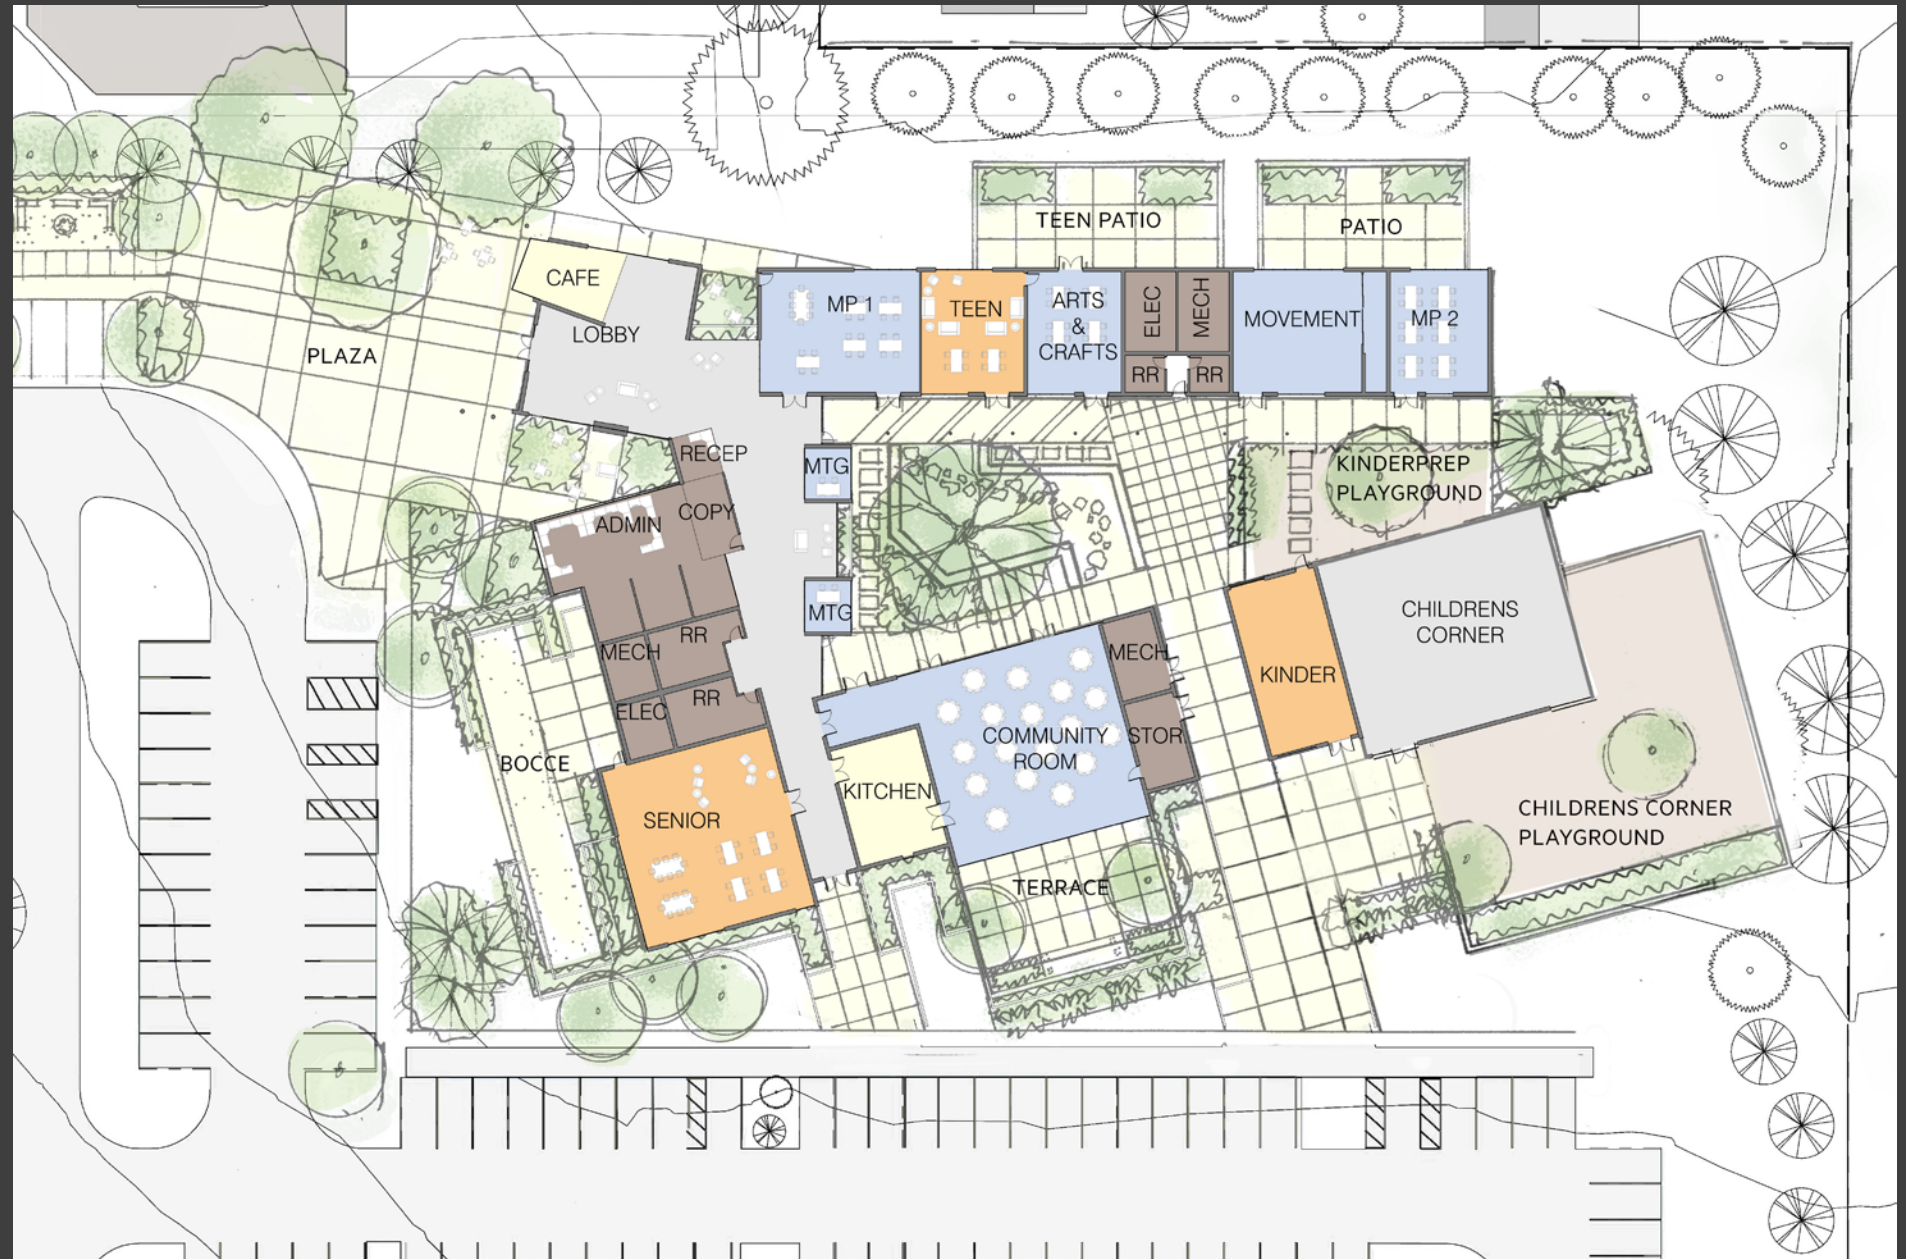 TEEN PATIO
PATIO
CAFE
LOBBY
PLAZA
MP 1
TEEN
ARTS
&
CRAFTS
ELEC
MECH
RR
RR
MOVEMENT
MP 2
RECEP
COPY
ADMIN
MTG
MTG
KINDERPREP
PLAYGROUND
MECH
RR
ELEC
RR
BOCCE
SENIOR
KITCHEN
COMMUNITY
ROOM
MECH
STOR
KINDER
CHILDRENS
CORNER
CHILDRENS CORNER
PLAYGROUND
TERRACE